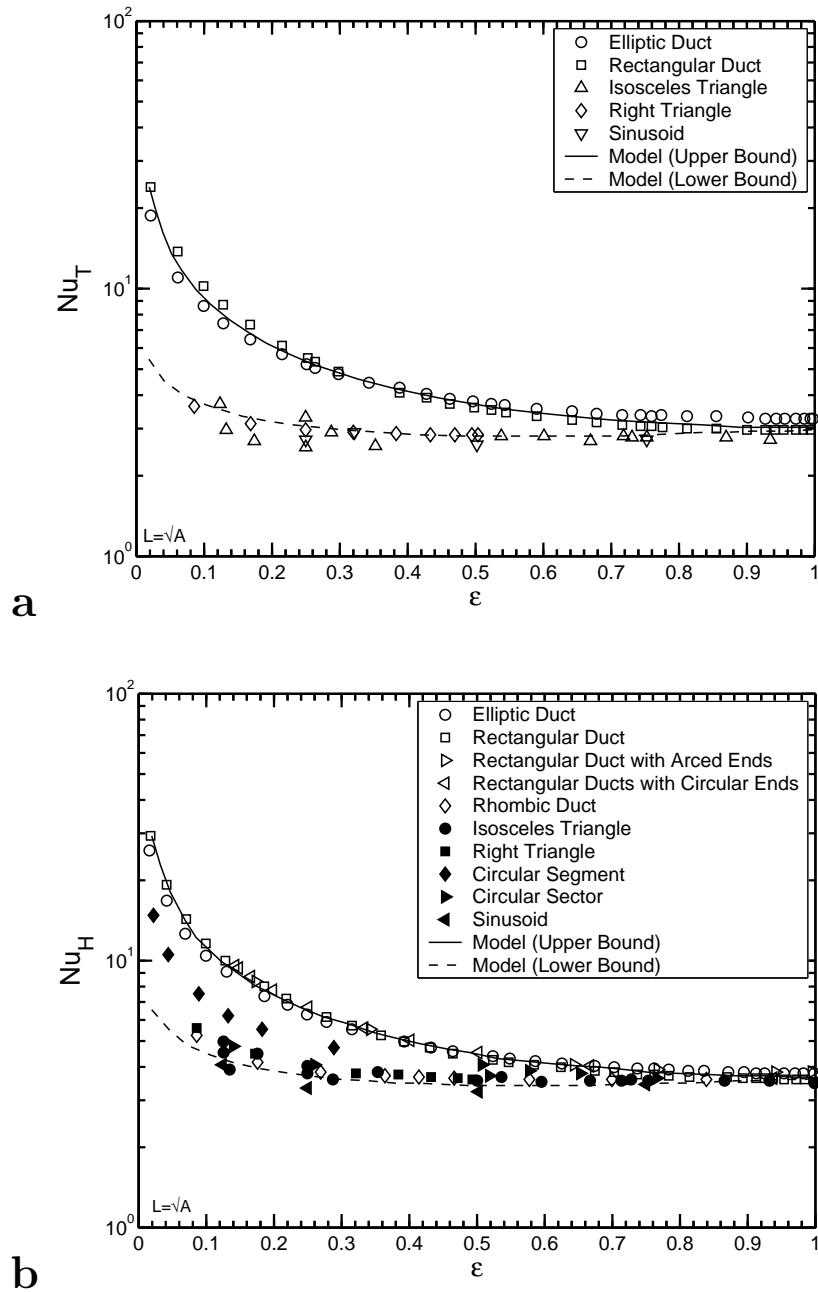 10²
Elliptic Duct
Rectangular Duct
Isosceles Triangle
Right Triangle
Sinusoid
Model (Upper Bound)
Model (Lower Bound)
Nu_T
10¹
L=√A
10⁰
0 0.1 0.2 0.3 0.4 0.5 0.6 0.7 0.8 0.9 1
ε
a
10²
Elliptic Duct
Rectangular Duct
Rectangular Duct with Arced Ends
Rectangular Ducts with Circular Ends
Rhombic Duct
Isosceles Triangle
Right Triangle
Circular Segment
Circular Sector
Sinusoid
Model (Upper Bound)
Model (Lower Bound)
Nu_H
10¹
L=√A
10⁰
0 0.1 0.2 0.3 0.4 0.5 0.6 0.7 0.8 0.9 1
ε
b